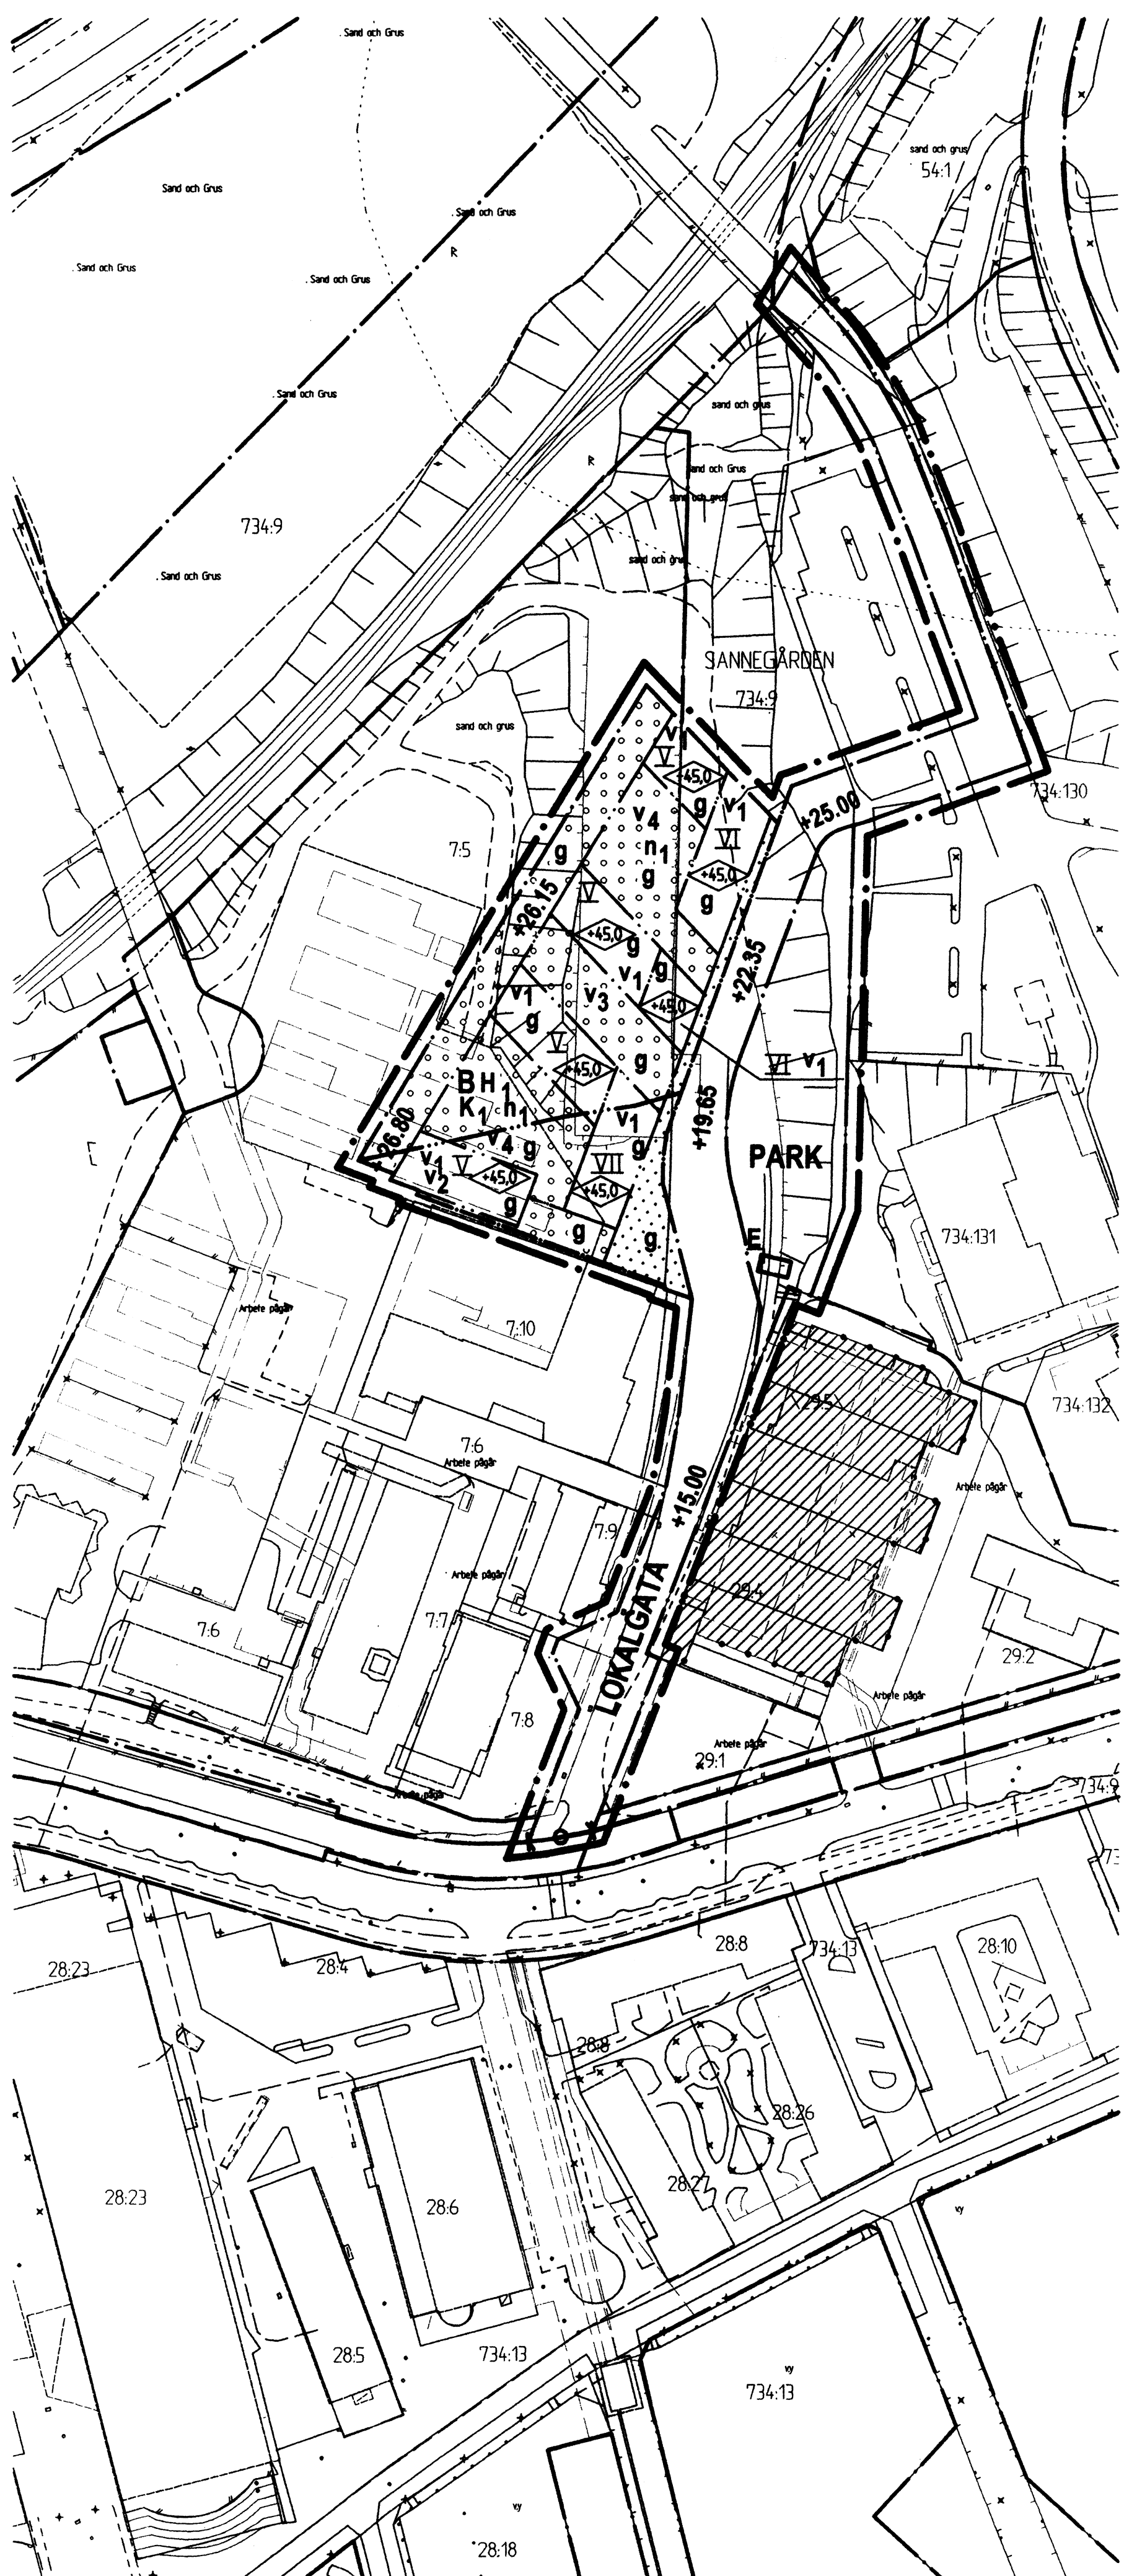 Sand och Grus
sand och grus
54:1
Sand och Grus
Sand och Grus
R
Sand och Grus
Sand och Grus
Sand och Grus
sand och grus
R
Sand och Grus
sand och grus
734:9
sand och grus
Sand och Grus
SANNEGÅRDEN
734:9
sand och grus
V
+45,0
734:130
g
v1
+25.00
v4
VI
7:5
n1
g
g
+45,0
V
g
+26.15
+45,0
g
+22.35
v1
g
v1
v3
+45,0
g
V
g
VI v1
+45,0
B H1
K1 n1
v1
+19.65
+26.80
v4 g
g
PARK
v1
V
+45,0
VII
v2
+45,0
g
g
g
E
734:131
Arbete pågår
7:10
29:5
734:132
7:6
Arbete pågår
+15.00
Arbete pågår
7:9
Arbete pågår
29:4
LOKALGATA
7:6
7:7
29:2
Arbete pågår
7:8
Arbete pågår
29:1
734:9
Arbete pågår
28:8
734:13
28:10
28:23
28:4
28:8
28:26
28:27
28:23
28:6
vy
28:5
734:13
vy
734:13
vy
28:18